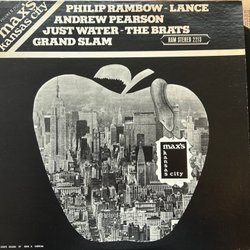 max's
kansas city
PHILIP RAMBOW - LANCE
ANDREW PEARSON
JUST WATER - THE BRATS
GRAND SLAM
RAM STEREO 2213
max's
kansas
city